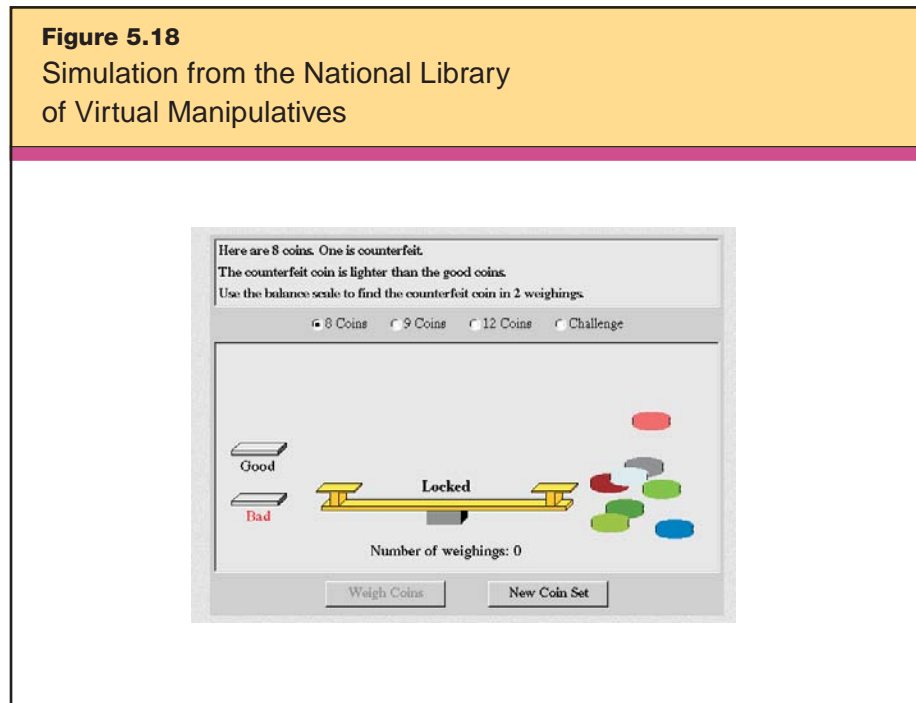 Figure 5.18
Simulation from the National Library
of Virtual Manipulatives
Here are 8 coins. One is counterfeit.
The counterfeit coin is lighter than the good coins.
Use the balance scale to find the counterfeit coin in 2 weighings.
8 Coins 9 Coins 12 Coins Challenge
Good
Locked
Bad
Number of weighings: 0
Weigh Coins New Coin Set